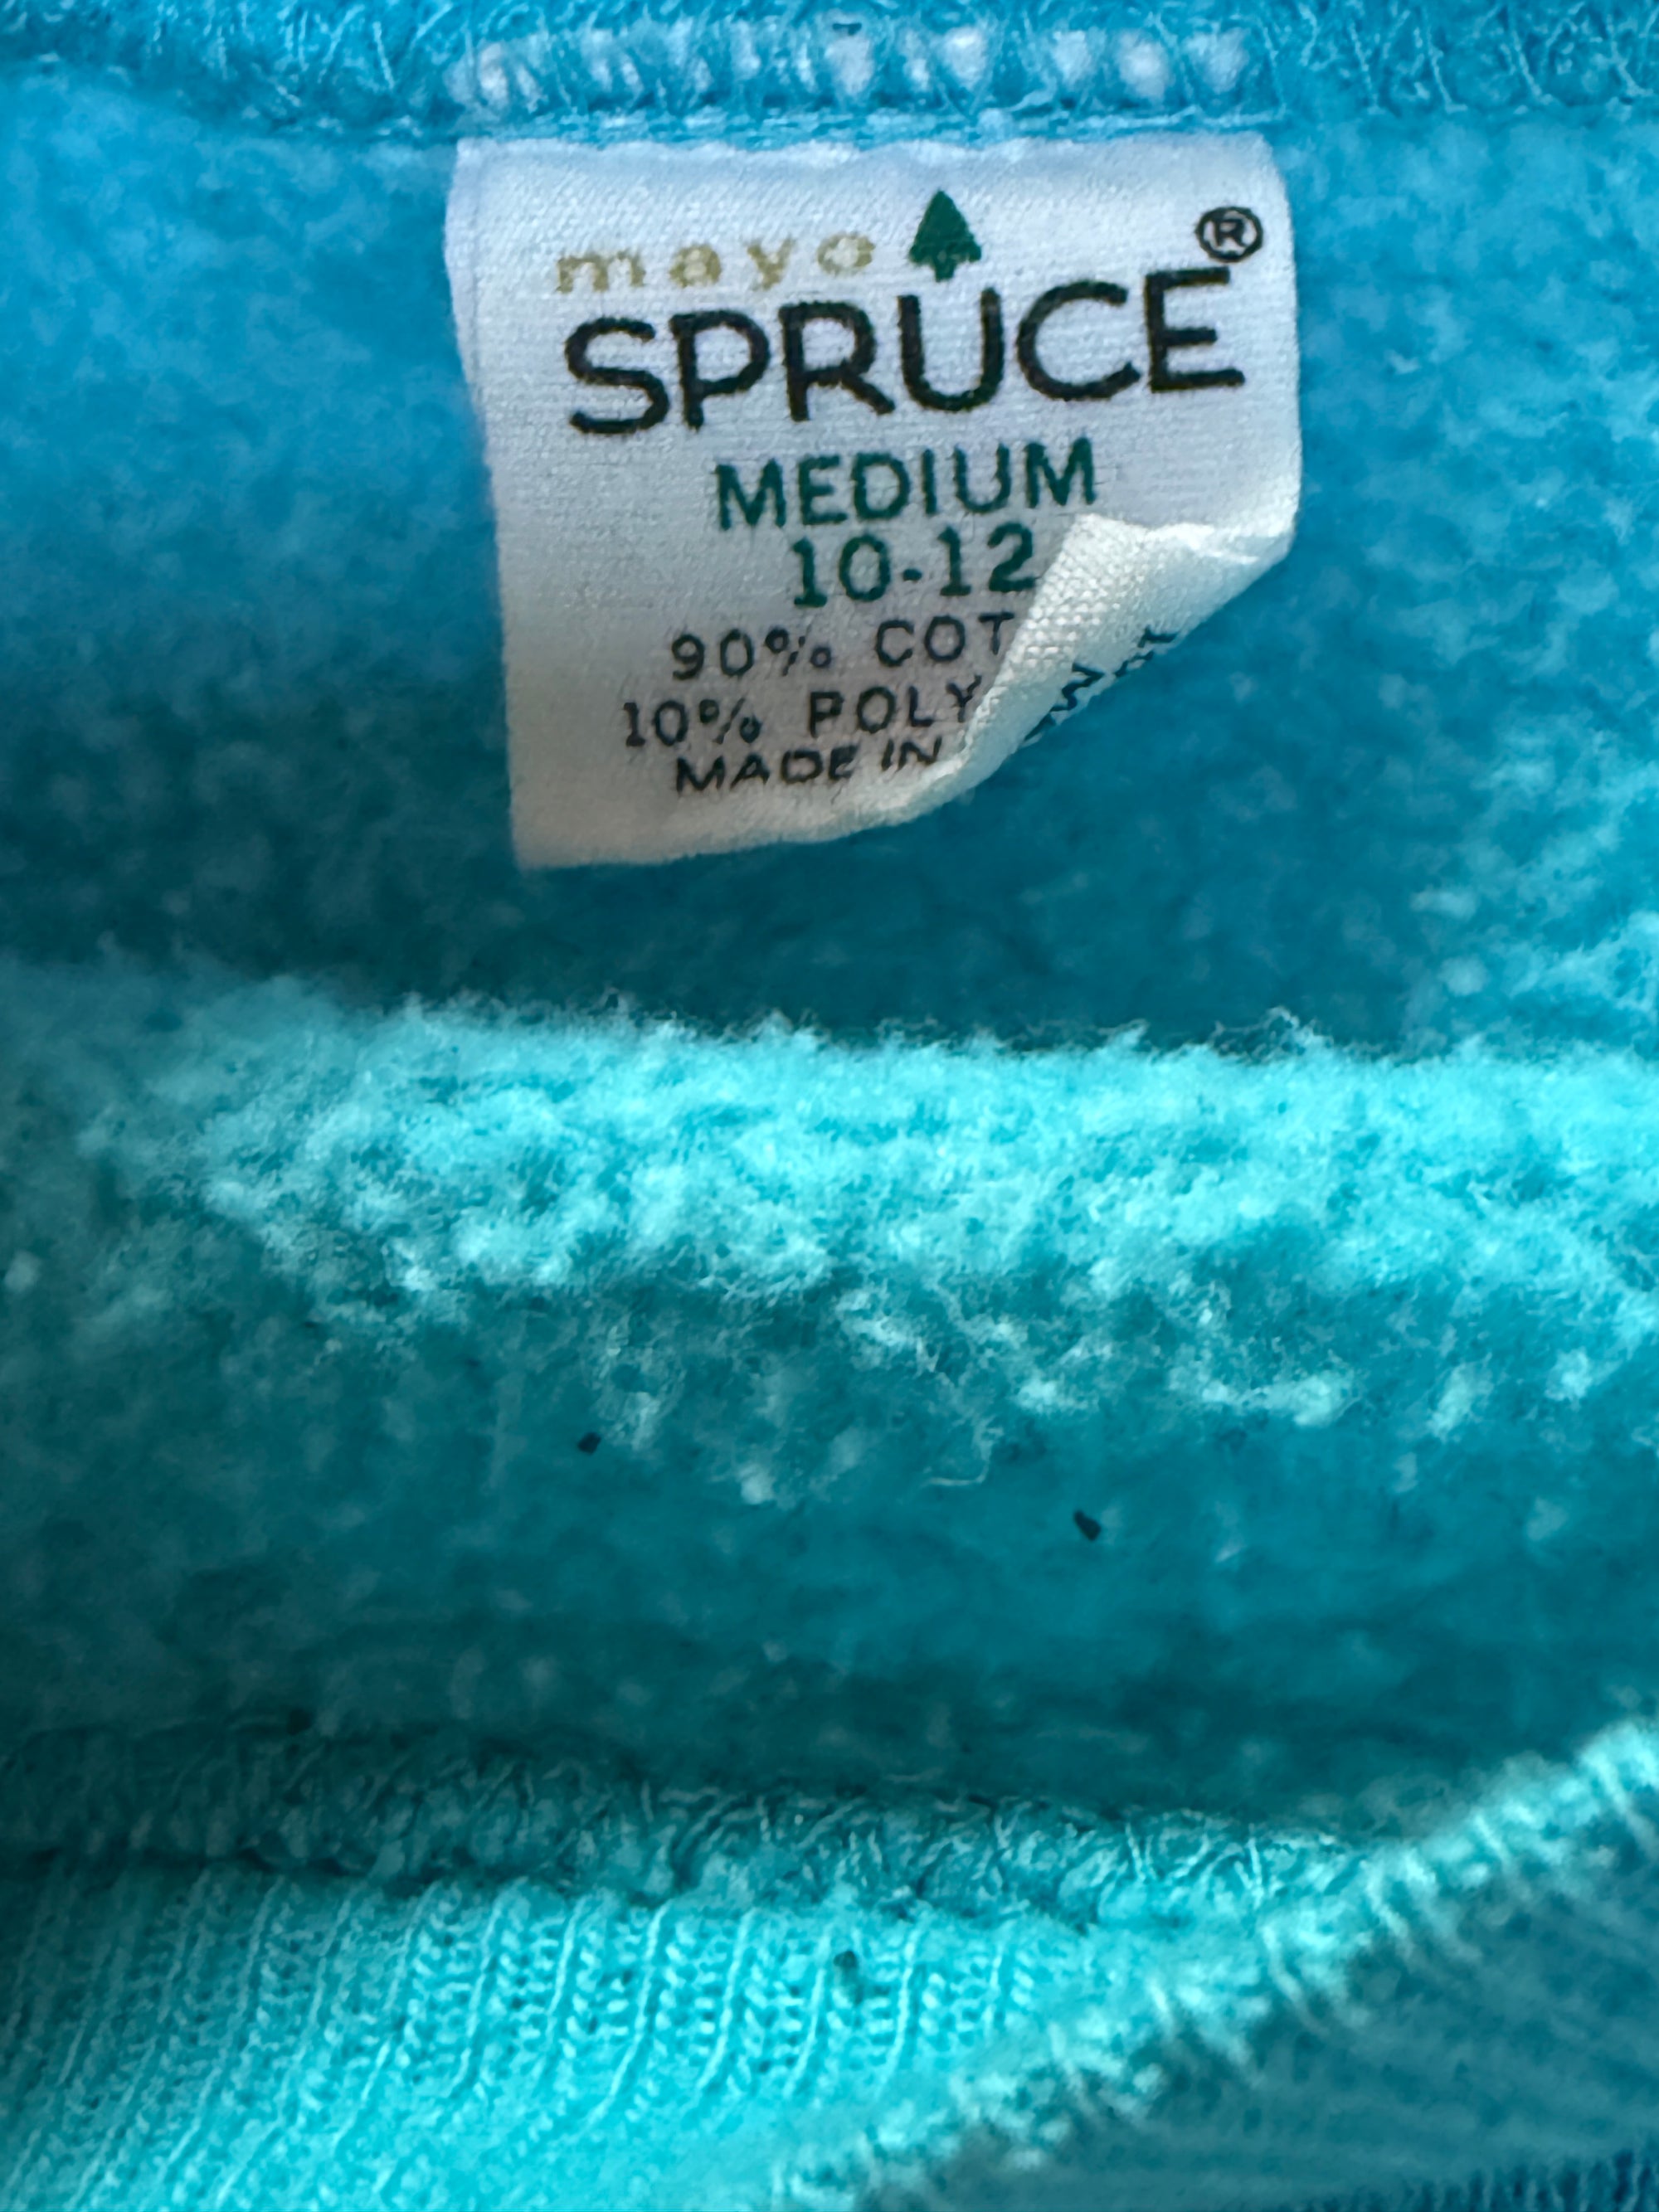 mayo
SPRUCE®
MEDIUM
10-12
90% COT
10% POLY
MADE IN